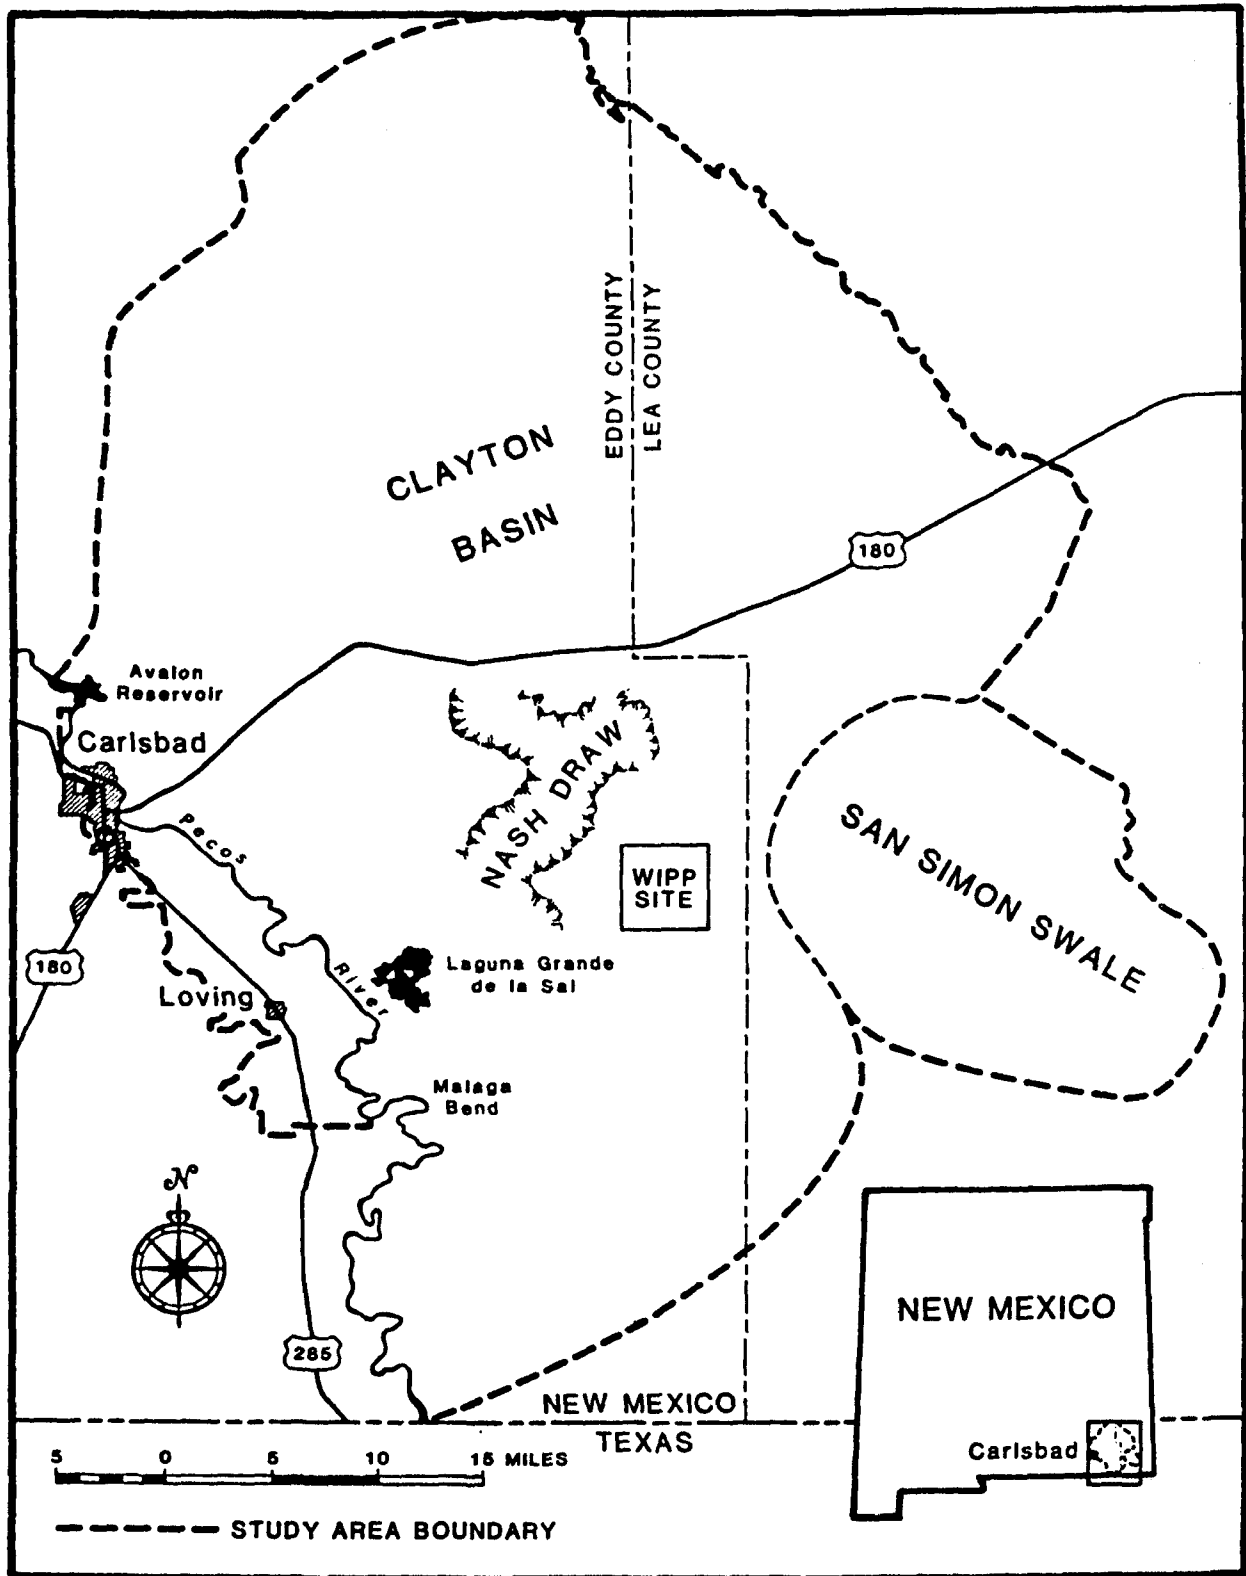 EDDY COUNTY
LEA COUNTY
CLAYTON
BASIN
180
Avalon
Reservoir
Carlsbad
NASH DRAW
Pecos
River
WIPP
SITE
SAN SIMON SWALE
180
Laguna Grande
de la Sal
Loving
Malaga
Bend
N
285
NEW MEXICO
Carlsbad
NEW MEXICO
TEXAS
5 0 5 10 15 MILES
STUDY AREA BOUNDARY